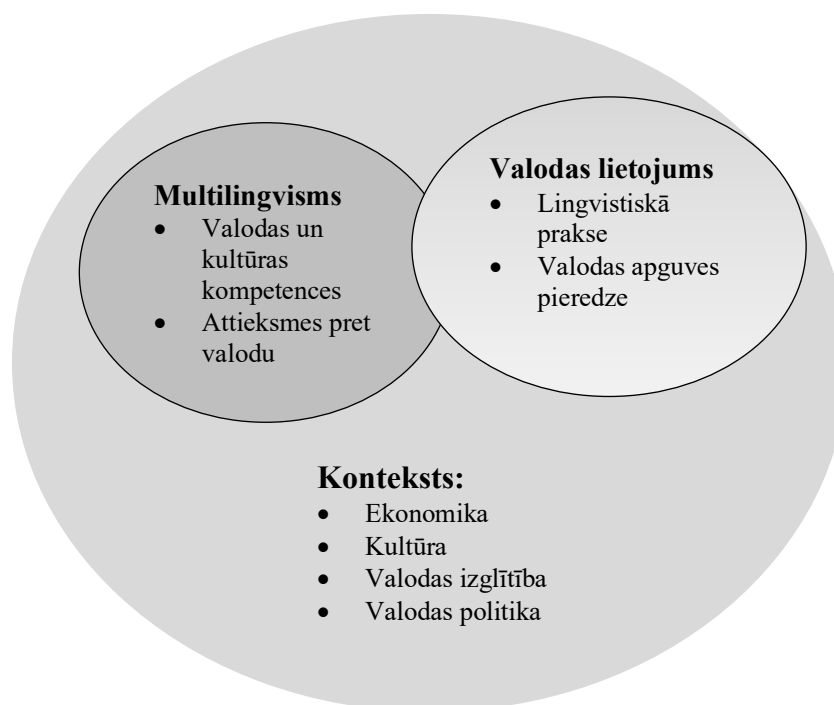 Multilingvisms
• Valodas un
kultūras
kompetences
• Attieksmes pret
valodu
Valodas lietojums
• Lingvistiskā
prakse
• Valodas apguves
pieredze
Konteksts:
• Ekonomika
• Kultūra
• Valodas izglītība
• Valodas politika